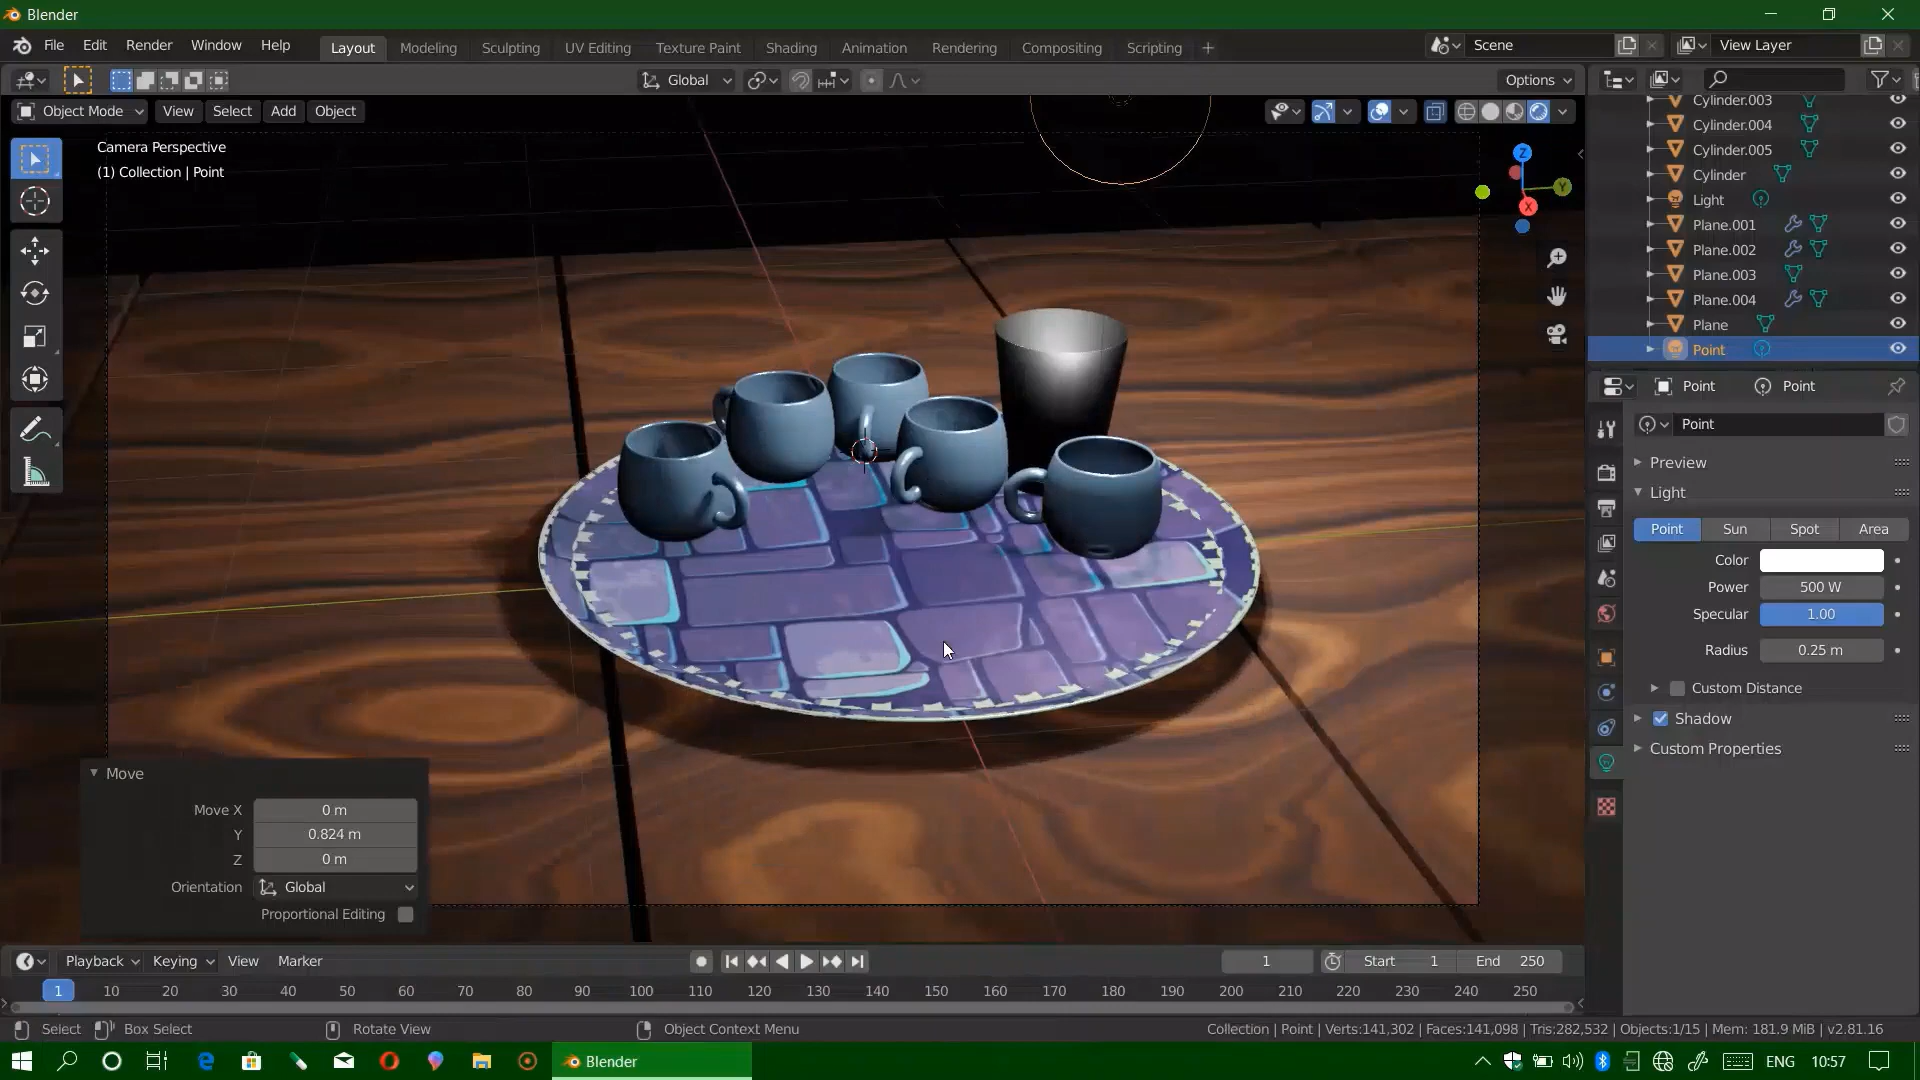 Blender
File Edit Render Window Help
Layout Modeling Sculpting UV Editing Texture Paint Shading Animation Rendering Compositing Scripting +
Scene
View Layer
Global
Options
Object Mode View Select Add Object
Camera Perspective
(1) Collection | Point
Z
Y
X
Cylinder.003
Cylinder.004
Cylinder.005
Cylinder
Light
Plane.001
Plane.002
Plane.003
Plane.004
Plane
Point
Point Point
Point
Preview
Light
Point Sun Spot Area
Color
Power 500 W
Specular 1.00
Radius 0.25 m
Custom Distance
Shadow
Custom Properties
Move
Move X 0 m
Y 0.824 m
Z 0 m
Orientation Global
Proportional Editing
Playback Keying View Marker
1 Start 1 End 250
1 10 20 30 40 50 60 70 80 90 100 110 120 130 140 150 160 170 180 190 200 210 220 230 240 250
Select Box Select Rotate View Object Context Menu
Collection | Point | Verts:141,302 | Faces:141,098 | Tris:282,532 | Objects:1/15 | Mem: 181.9 MiB | v2.81.16
Blender
ENG 10:57